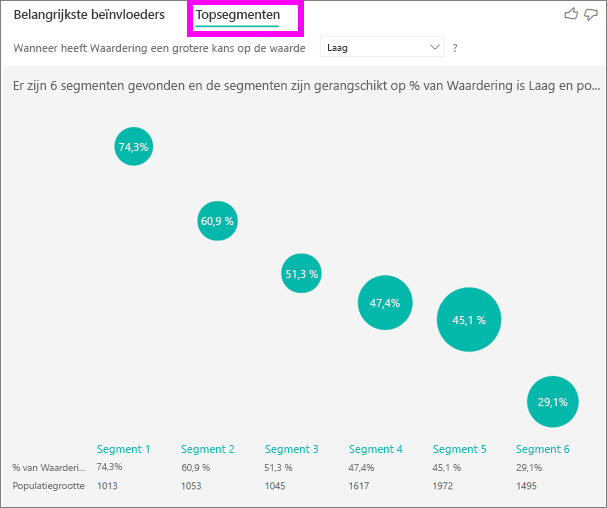 Belangrijkste beïnvloeders Topsegmenten
Wanneer heeft Waardering een grotere kans op de waarde Laag ?
Er zijn 6 segmenten gevonden en de segmenten zijn gerangschikt op % van Waardering is Laag en po...
74,3%
60,9 %
51,3 %
47,4%
45,1 %
29,1%
Segment 1 Segment 2 Segment 3 Segment 4 Segment 5 Segment 6
% van Waarderi... 74,3% 60,9 % 51,3 % 47,4% 45,1 % 29,1%
Populatiegrootte 1013 1053 1045 1617 1972 1495